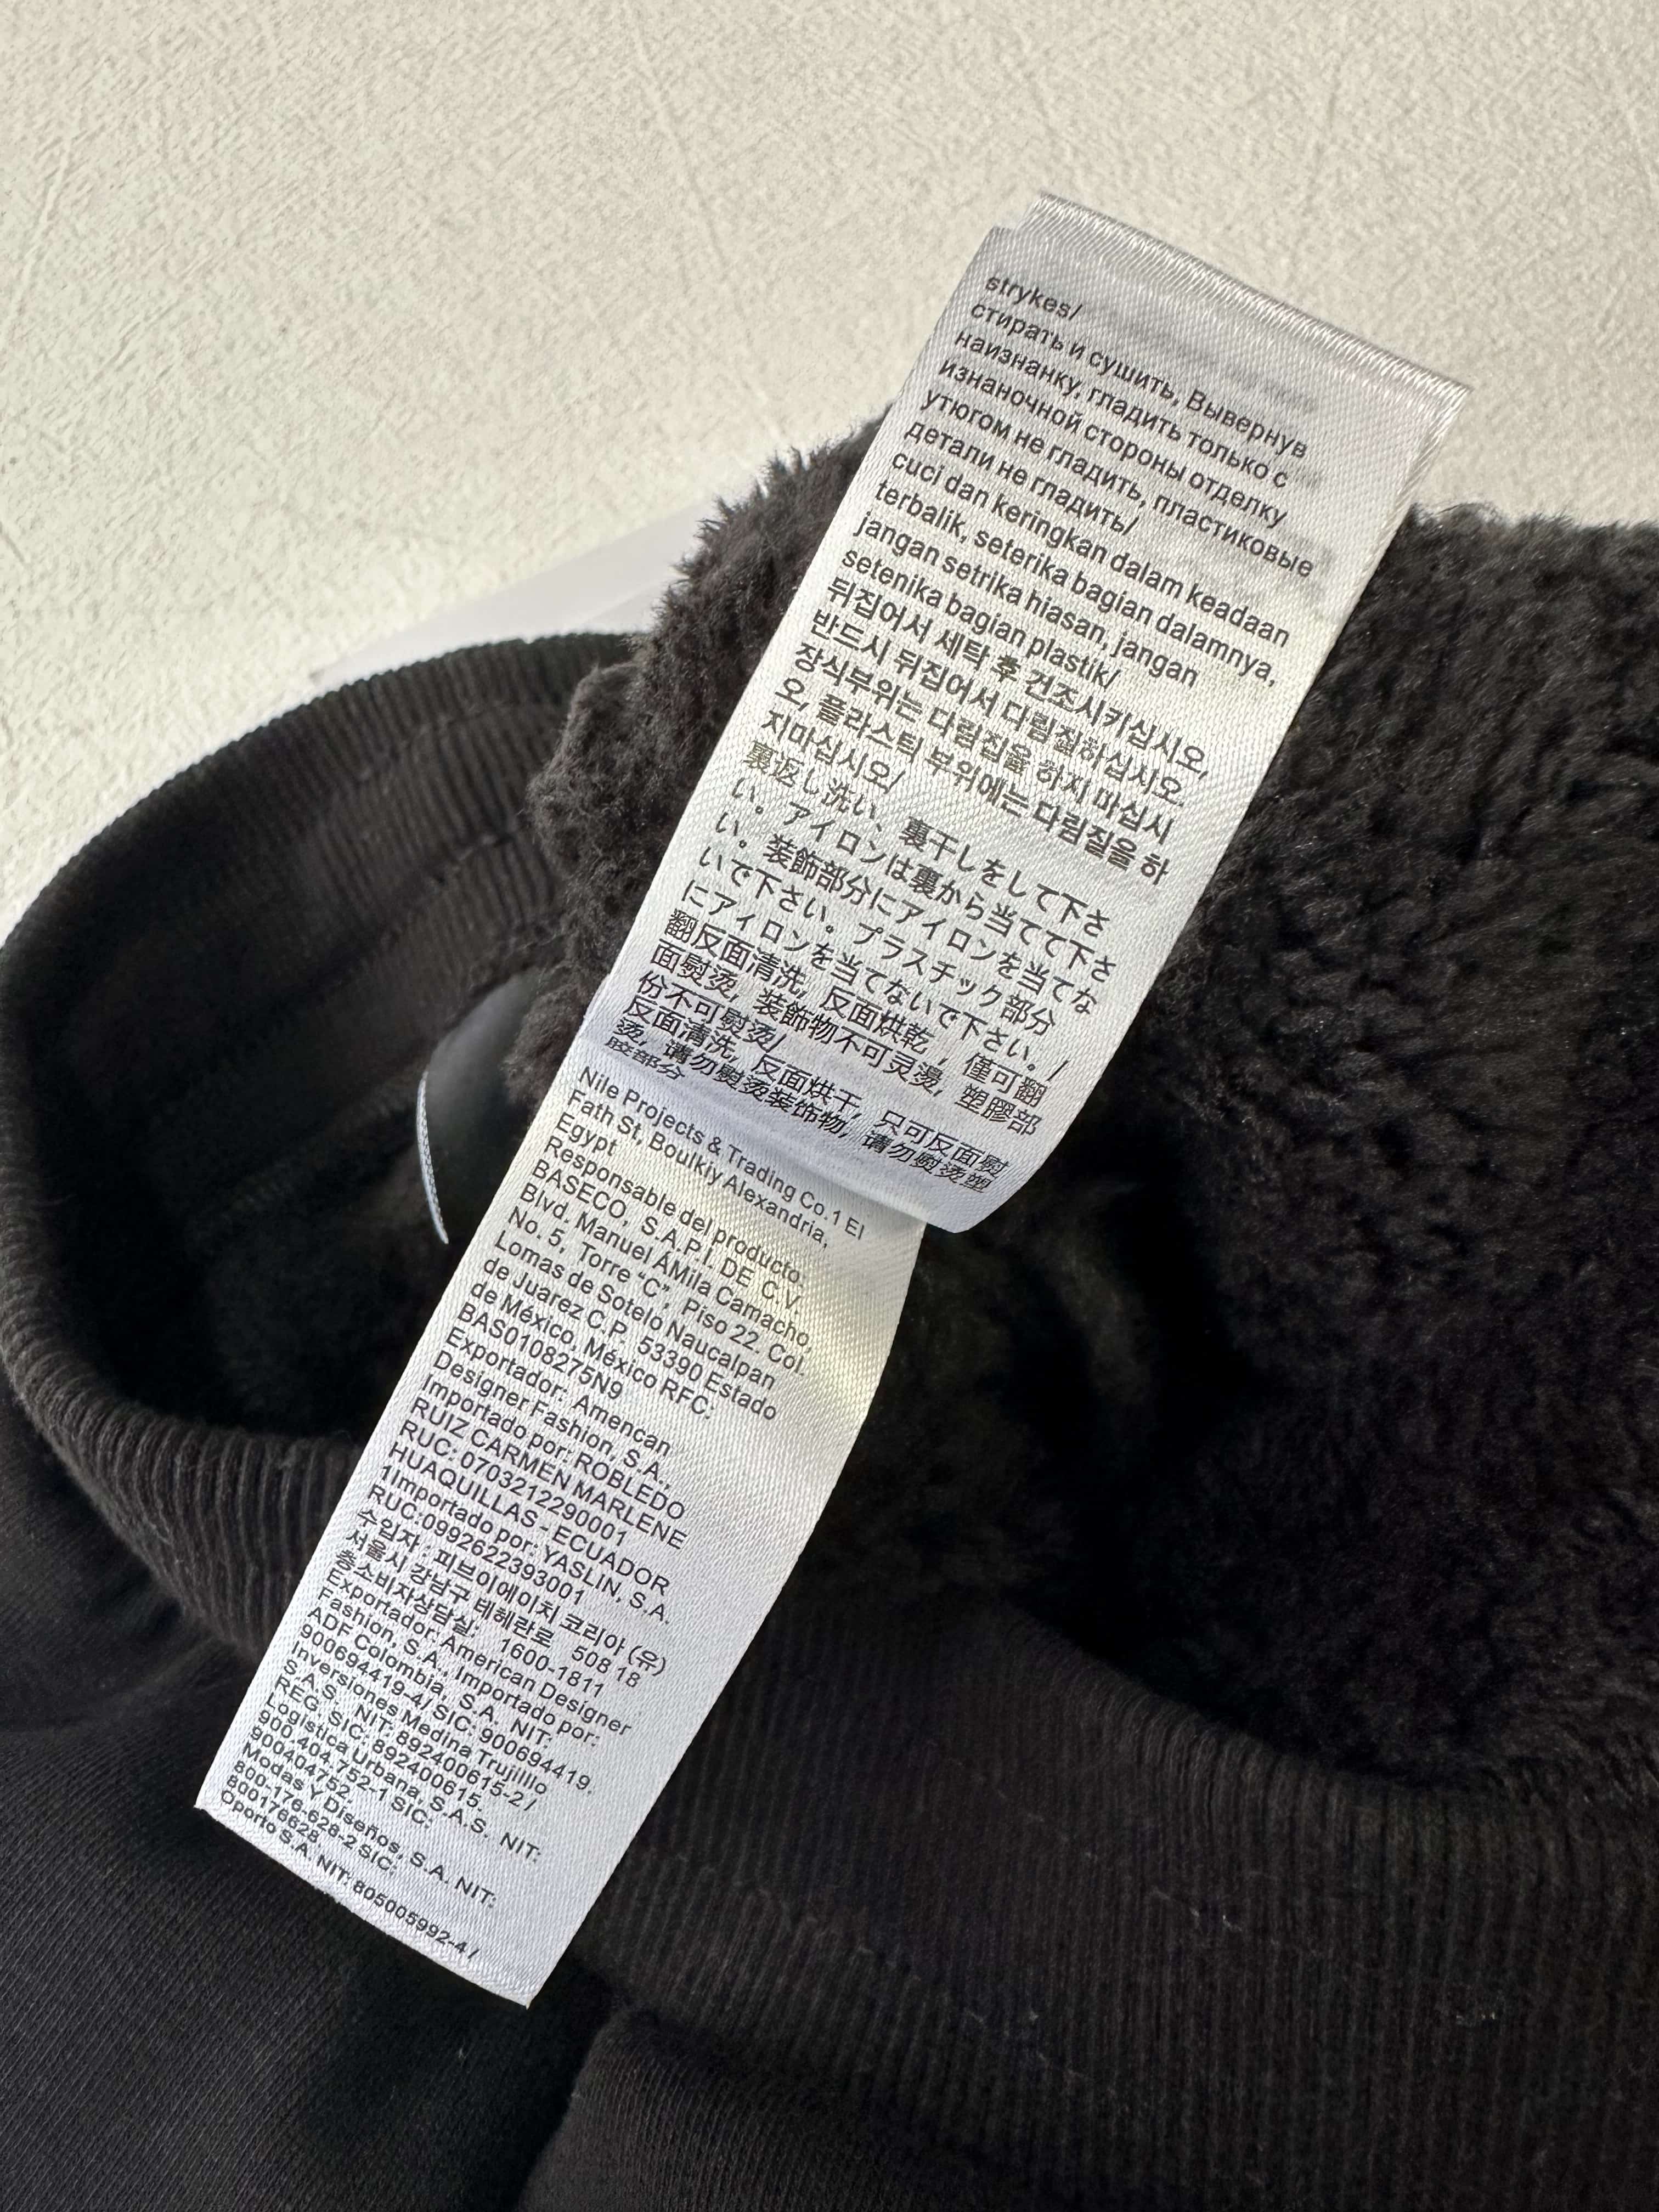 strykes/
стирать и сушить, Вывернув
наизнанку, гладить только с
изнаночной стороны отделку
утюгом не гладить, пластиковые
детали не гладить/
cuci dan keringkan dalam keadaan
terbalik, seterika bagian dalamnya,
jangan setrika hiasan, jangan
setenika bagian plastik/
뒤집어서 세탁 후 건조시키십시오,
반드시 뒤집어서 다림질하십시오.
장식부위는 다림질을 하지 마십시
오, 플라스틱 부위에는 다림질을 하
지마십시오/
裏返し洗い、裏干しをして下さ
い。アイロンは裏から当てて下さ
い。装飾部分にアイロンを当てな
いで下さい。プラスチック部分
にアイロンを当てないで下さい。/
翻反面清洗, 反面烘乾, 僅可翻
面熨烫, 装飾物不可灵燙, 塑膠部
份不可熨烫/
反面清洗, 反面烘干, 只可反面熨
烫, 请勿熨烫装饰物, 请勿熨烫塑
胶部分
Nile Projects & Trading Co.1 El
Fath St, Boulkiy Alexandria,
Egypt
Responsable del producto,
BASECO, S.A.P.I. DE C.V.
Blvd. Manuel ÁMila Camacho,
No. 5, Torre “C”, Piso 22. Col.
Lomas de Sotelo Naucalpan
de Juarez C.P. 53390 Estado
de México, México RFC:
BAS0108275N9
Exportador: Amencan
Designer Fashion, S.A.,
Importado por: ROBLEDO
RUIZ CARMEN MARLENE
RUC: 0703212290001
HUAQUILLAS - ECUADOR
1Importado por: YASLIN, S.A.
RUC:0992622393001
수입자 : 피브이에이치 코리아 (유)
서울시 강남구 테헤란로 508 18
층소비자상담실: 1600-1811
Exportador: American Designer
Fashion, S.A., Importado por:
ADF Colombia, S.A, NIT:
900694419-4/ SIC: 900694419.
Inversiones Medina Trujillo
S.A.S. NIT: 892400615-2 /
REG. SIC: 892400615.
Logistica Urbana, S.A.S. NIT:
900.404.752-1 SIC:
900404752.
Modas Y Diseños, S.A. NIT:
800-176.628-2 SIC:
800176628
Oporto S.A. NIT: 805005992-4 /